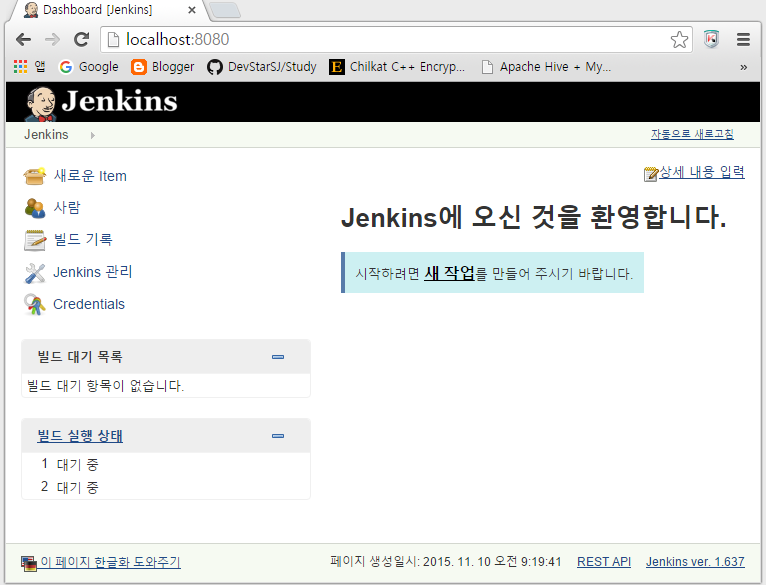 Dashboard [Jenkins]
localhost:8080
앱 Google Blogger DevStarSJ/Study Chilkat C++ Encryp... Apache Hive + My... »
Jenkins
Jenkins 자동으로 새로고침
상세 내용 입력
새로운 Item
사람
빌드 기록
Jenkins 관리
Credentials
Jenkins에 오신 것을 환영합니다.
시작하려면 새 작업를 만들어 주시기 바랍니다.
빌드 대기 목록
빌드 대기 항목이 없습니다.
빌드 실행 상태
1 대기 중
2 대기 중
이 페이지 한글화 도와주기 페이지 생성일시: 2015. 11. 10 오전 9:19:41 REST API Jenkins ver. 1.637